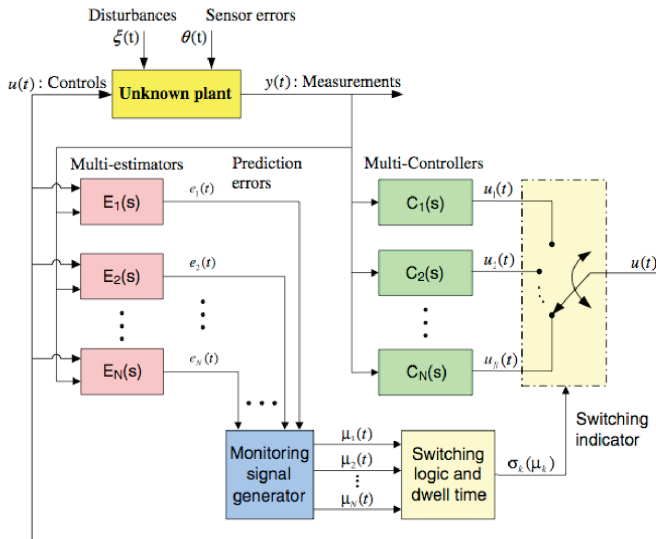 Disturbances Sensor errors
ξ(t) θ(t)
u(t) : Controls
Unknown plant
y(t) : Measurements
Multi-estimators
Prediction
errors
Multi-Controllers
E1(s)
e1(t)
C1(s)
u1(t)
E2(s)
e2(t)
C2(s)
u2(t)
u(t)
EN(s)
eN(t)
CN(s)
uN(t)
Monitoring
signal
generator
μ1(t)
μ2(t)
μN(t)
Switching
logic and
dwell time
σk(μk)
Switching
indicator